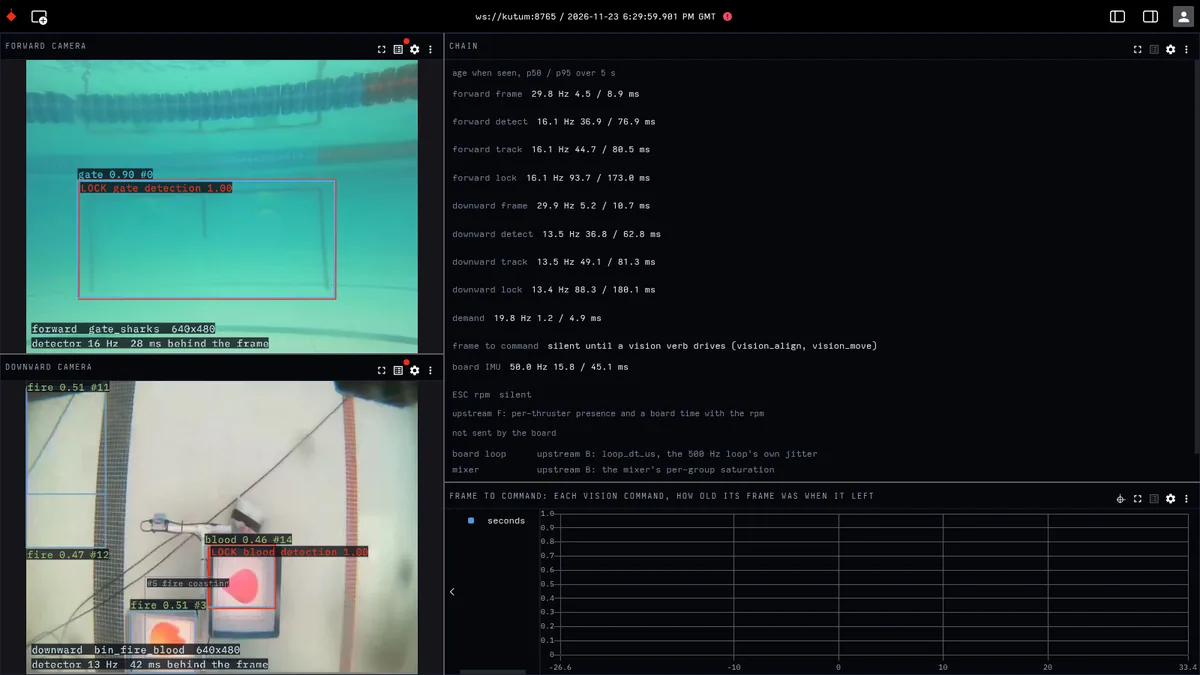 ws://kutum:8765 / 2026-11-23 6:29:59.901 PM GMT
FORWARD CAMERA
gate 0.90 #0
LOCK gate detection 1.00
forward gate_sharks 640x480
detector 16 Hz 28 ms behind the frame
DOWNWARD CAMERA
fire 0.51 #11
fire 0.47 #12
blood 0.46 #14
LOCK blood detection 1.00
#5 fire coasting
fire 0.51 #3
downward bin_fire_blood 640x480
detector 13 Hz 42 ms behind the frame
CHAIN
age when seen, p50 / p95 over 5 s
forward frame 29.8 Hz 4.5 / 8.9 ms
forward detect 16.1 Hz 36.9 / 76.9 ms
forward track 16.1 Hz 44.7 / 80.5 ms
forward lock 16.1 Hz 93.7 / 173.0 ms
downward frame 29.9 Hz 5.2 / 10.7 ms
downward detect 13.5 Hz 36.8 / 62.8 ms
downward track 13.5 Hz 49.1 / 81.3 ms
downward lock 13.4 Hz 88.3 / 180.1 ms
demand 19.8 Hz 1.2 / 4.9 ms
frame to command silent until a vision verb drives (vision_align, vision_move)
board IMU 50.0 Hz 15.8 / 45.1 ms
ESC rpm silent
upstream F: per-thruster presence and a board time with the rpm
not sent by the board
board loop upstream B: loop_dt_us, the 500 Hz loop's own jitter
mixer upstream B: the mixer's per-group saturation
FRAME TO COMMAND: EACH VISION COMMAND, HOW OLD ITS FRAME WAS WHEN IT LEFT
seconds
1.0
0.9
0.8
0.7
0.6
0.5
0.4
0.3
0.2
0.1
0
-26.6 -10 0 10 20 33.4